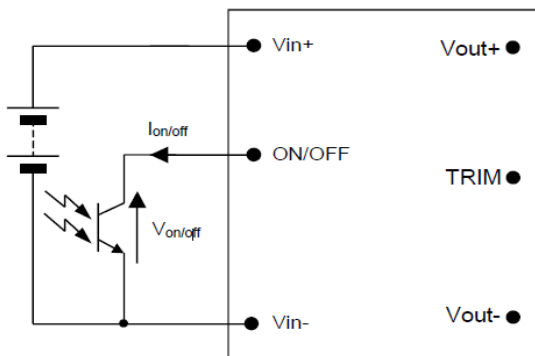 Vin+
Vout+
Ion/off
ON/OFF
TRIM
Von/off
Vin-
Vout-